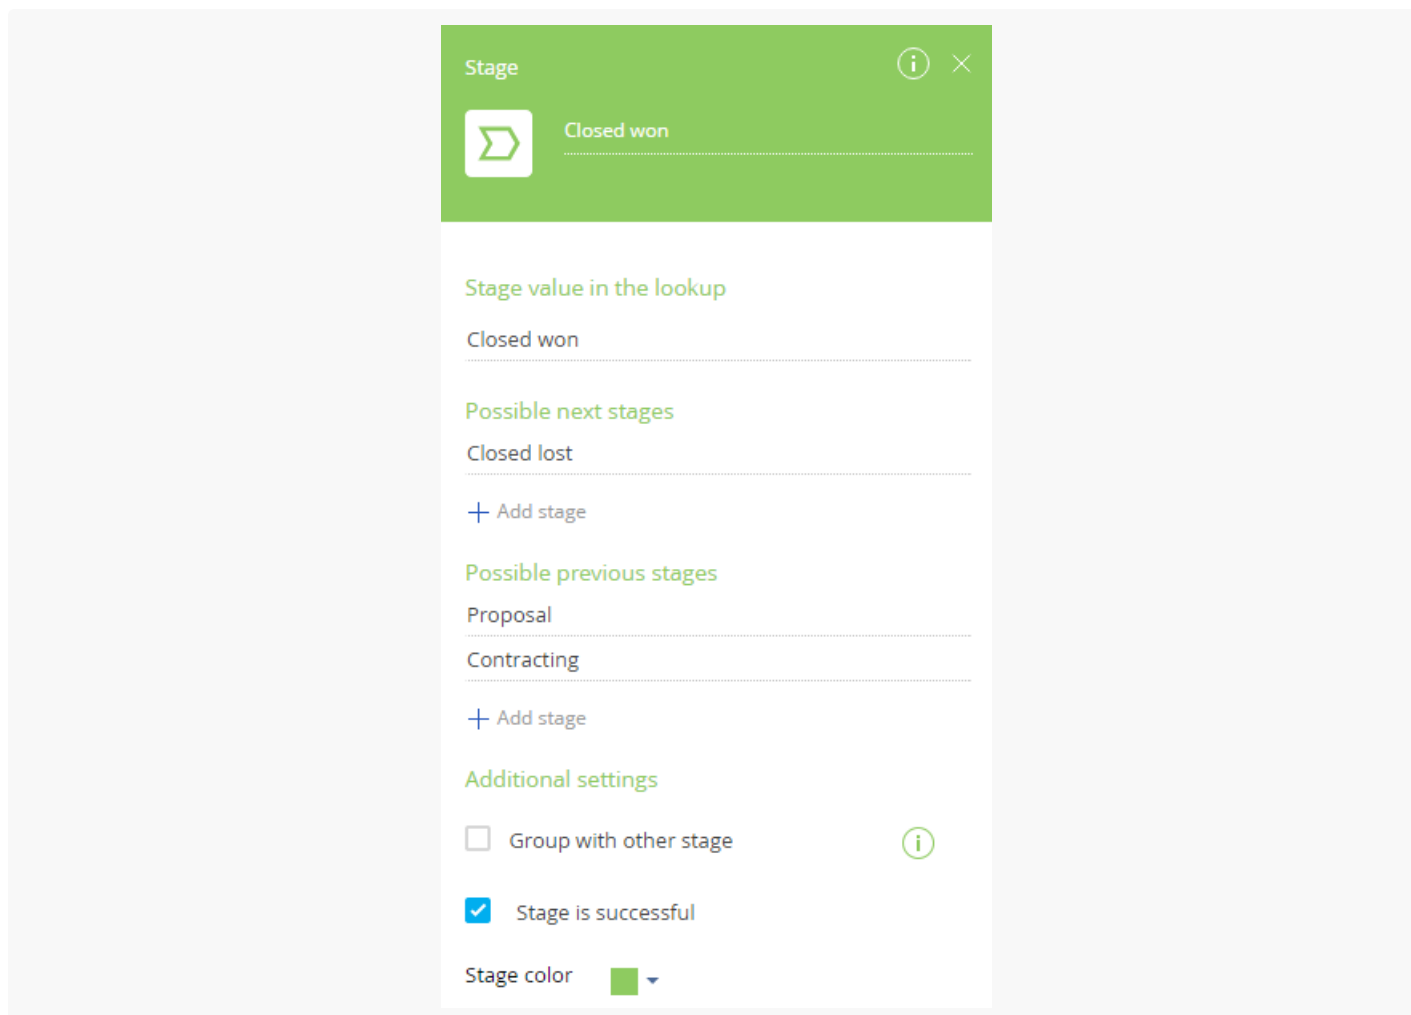 Stage
Closed won
Stage value in the lookup
Closed won
Possible next stages
Closed lost
Add stage
Possible previous stages
Proposal
Contracting
Add stage
Additional settings
Group with other stage
Stage is successful
Stage color